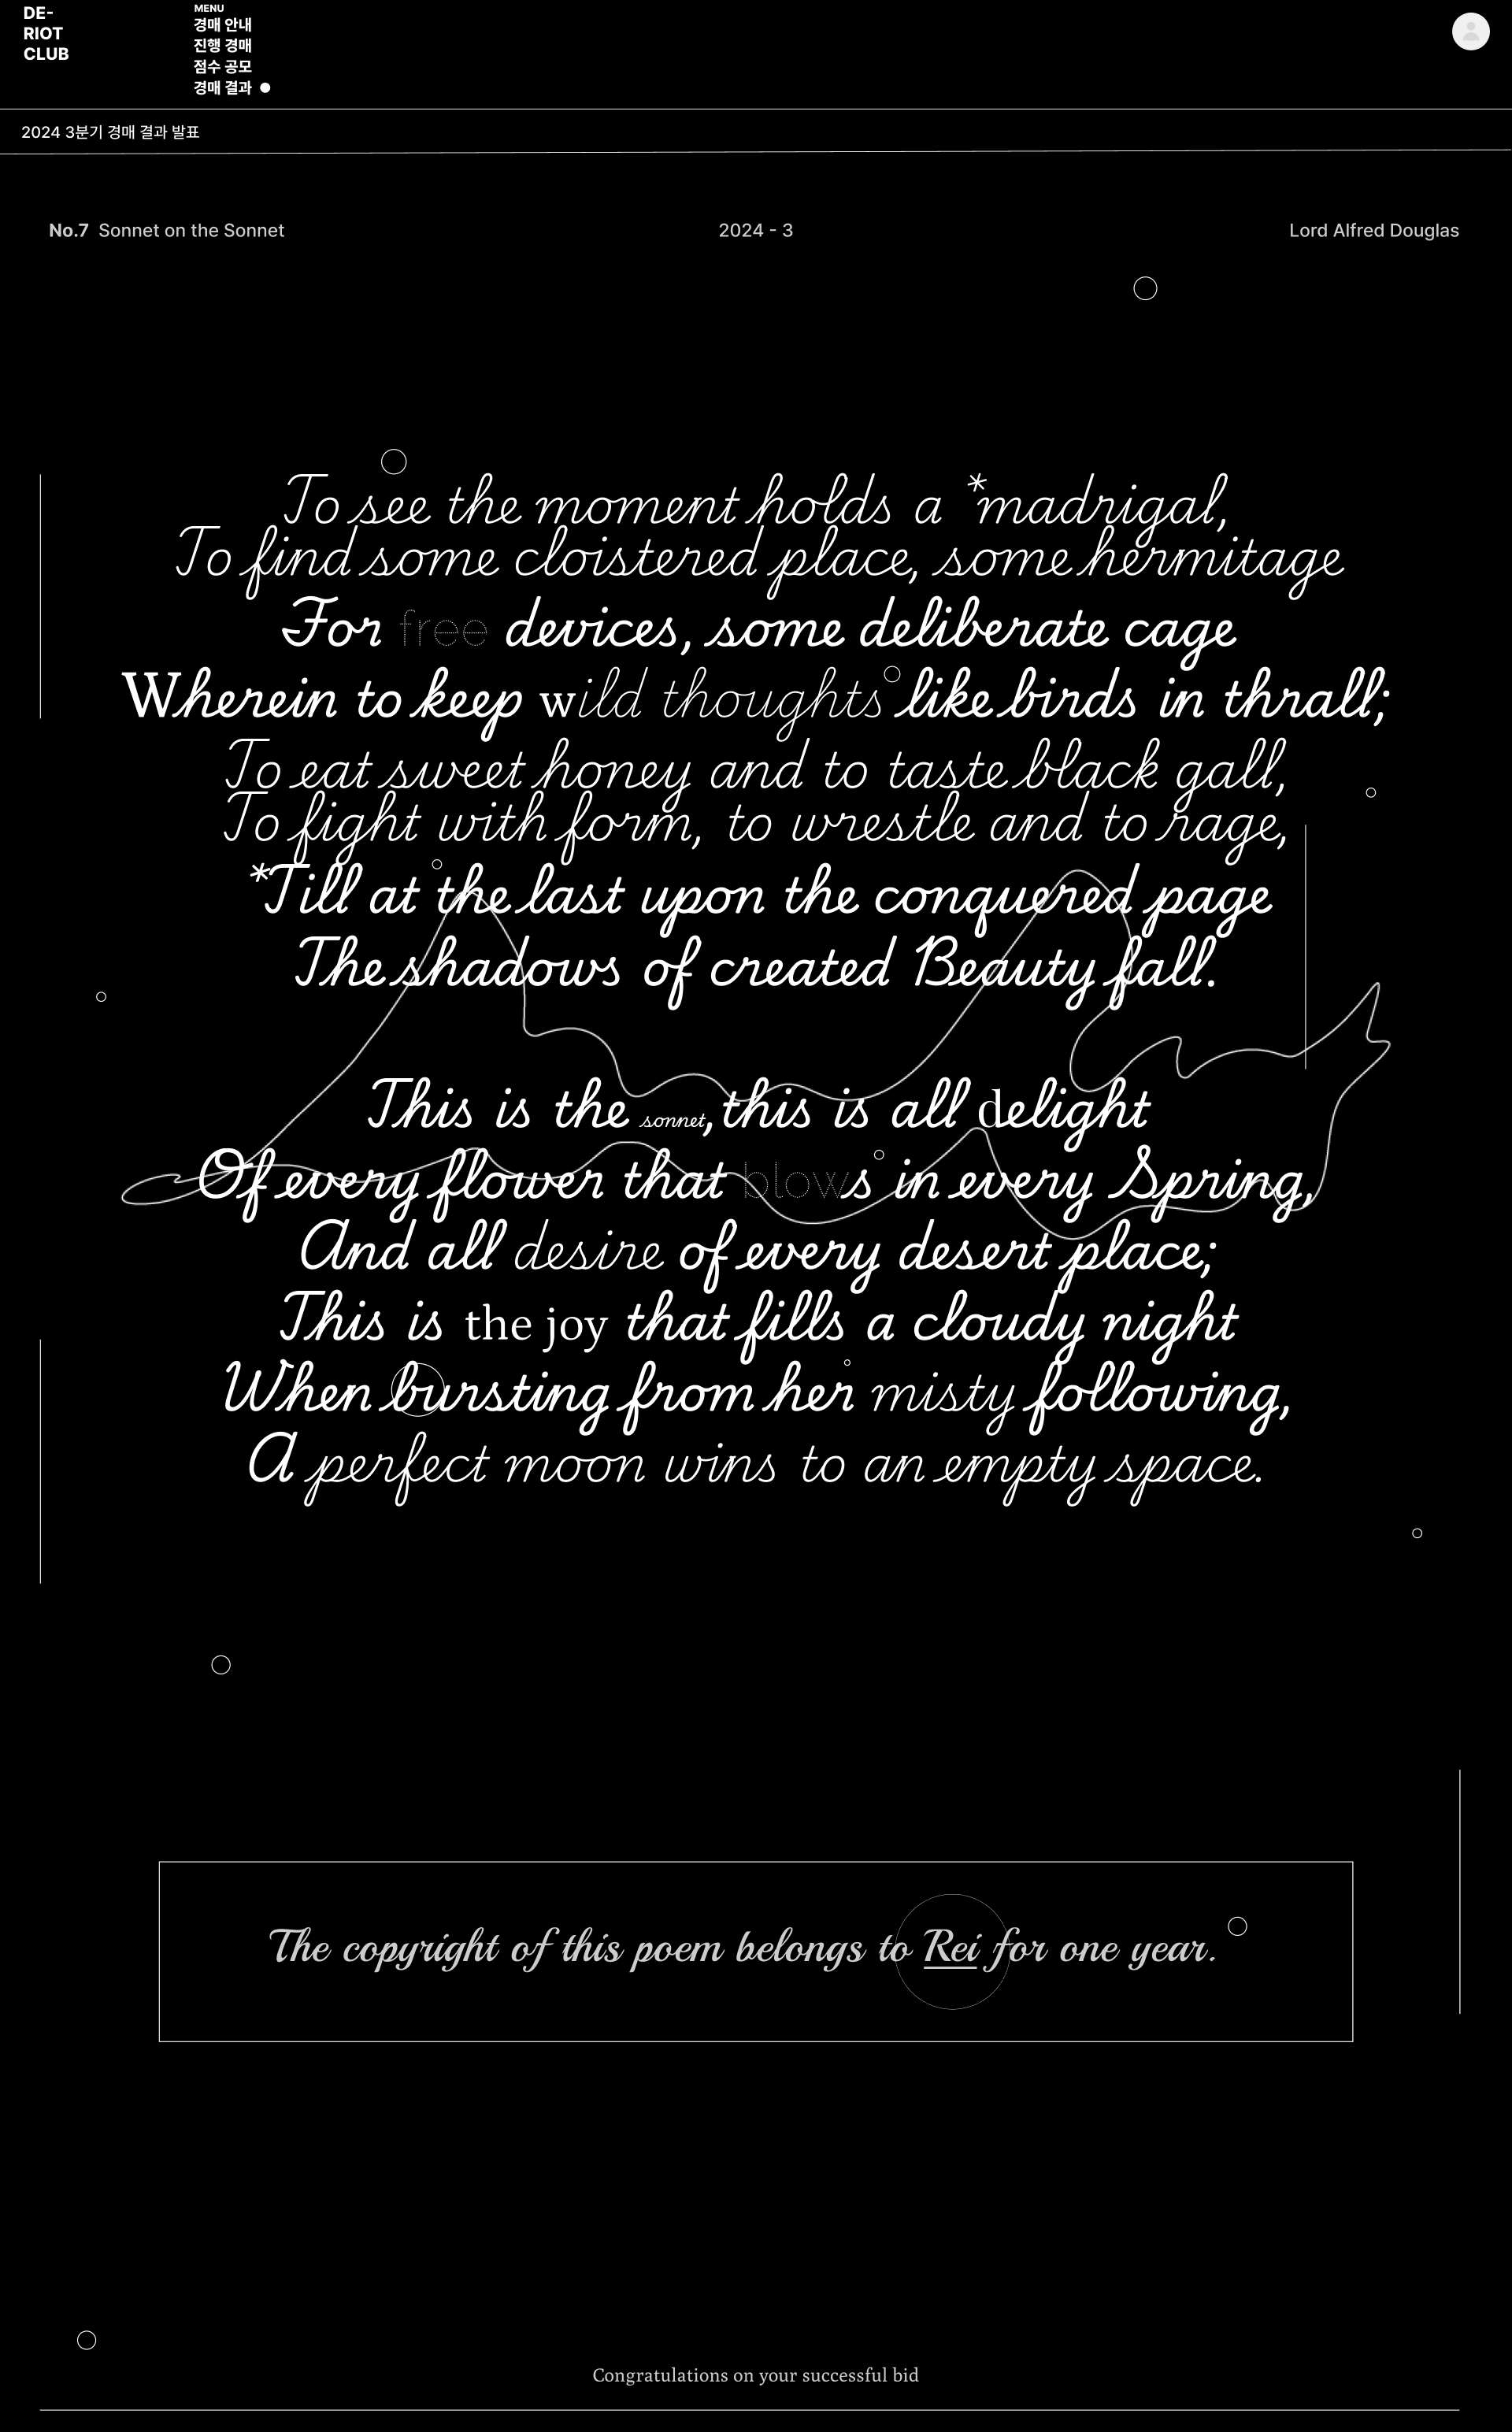 DE-
RIOT
CLUB
MENU
경매 안내
진행 경매
점수 공모
경매 결과
2024 3분기 경매 결과 발표
No.7 Sonnet on the Sonnet
2024 - 3
Lord Alfred Douglas
To see the moment holds a *madrigal,
To find some cloistered place, some hermitage
For free devices, some deliberate cage
Wherein to keep wild thoughts like birds in thrall;
To eat sweet honey and to taste black gall,
To fight with form, to wrestle and to rage,
*Till at the last upon the conquered page
The shadows of created Beauty fall.
This is the sonnet, this is all delight
Of every flower that blows in every Spring,
And all desire of every desert place;
This is the joy that fills a cloudy night
When bursting from her misty following,
A perfect moon wins to an empty space.
The copyright of this poem belongs to Rei for one year.
Congratulations on your successful bid